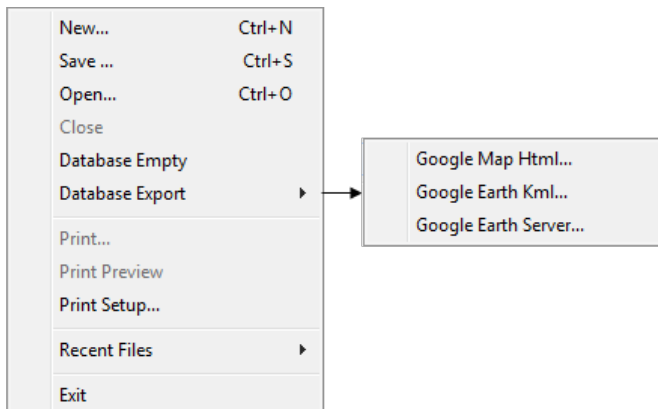 New... Ctrl+N
Save ... Ctrl+S
Open... Ctrl+O
Close
Database Empty
Database Export
Print...
Print Preview
Print Setup...
Recent Files
Exit
Google Map Html...
Google Earth Kml...
Google Earth Server...